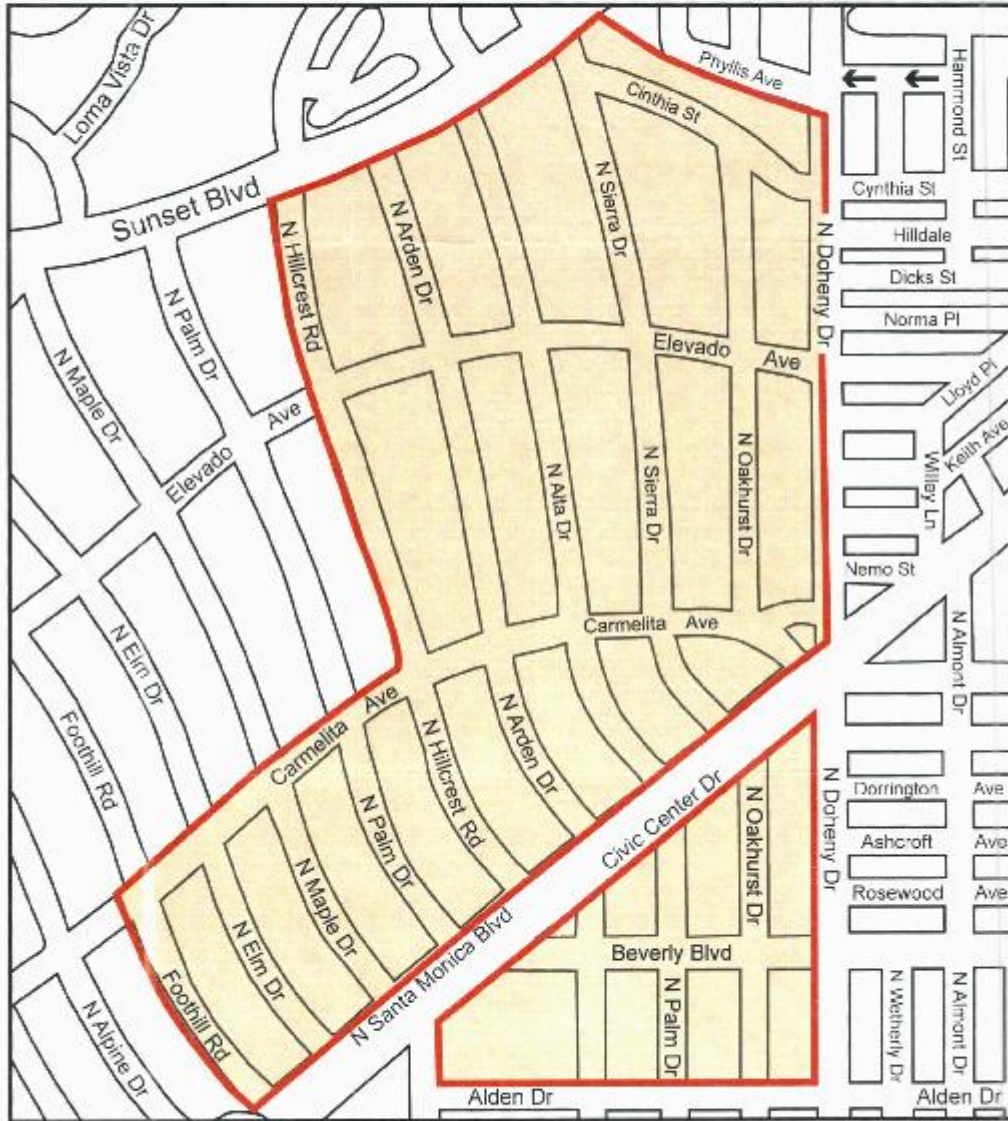 Loma Vista Dr
Sunset Blvd
Phyllis Ave
Cinthia St
Hammond St
Cynthia St
Hilldale
Dicks St
Norma Pl
Lloyd Pl
Keith Ave
Willey Ln
Nemo St
N Hillcrest Rd
N Arden Dr
N Sierra Dr
N Doheny Dr
N Palm Dr
N Maple Dr
Elevado Ave
Elevado Ave
N Alta Dr
N Sierra Dr
N Oakhurst Dr
Carmelita Ave
N Almont Dr
N Elm Dr
Foothill Rd
Carmelita Ave
N Hillcrest Rd
N Arden Dr
N Palm Dr
N Maple Dr
N Elm Dr
Foothill Rd
N Alpine Dr
N Santa Monica Blvd
Civic Center Dr
N Oakhurst Dr
N Doheny Dr
Dorrington Ave
Ashcroft Ave
Rosewood Ave
Beverly Blvd
N Palm Dr
N Wetherly Dr
N Almont Dr
Alden Dr
Alden Dr